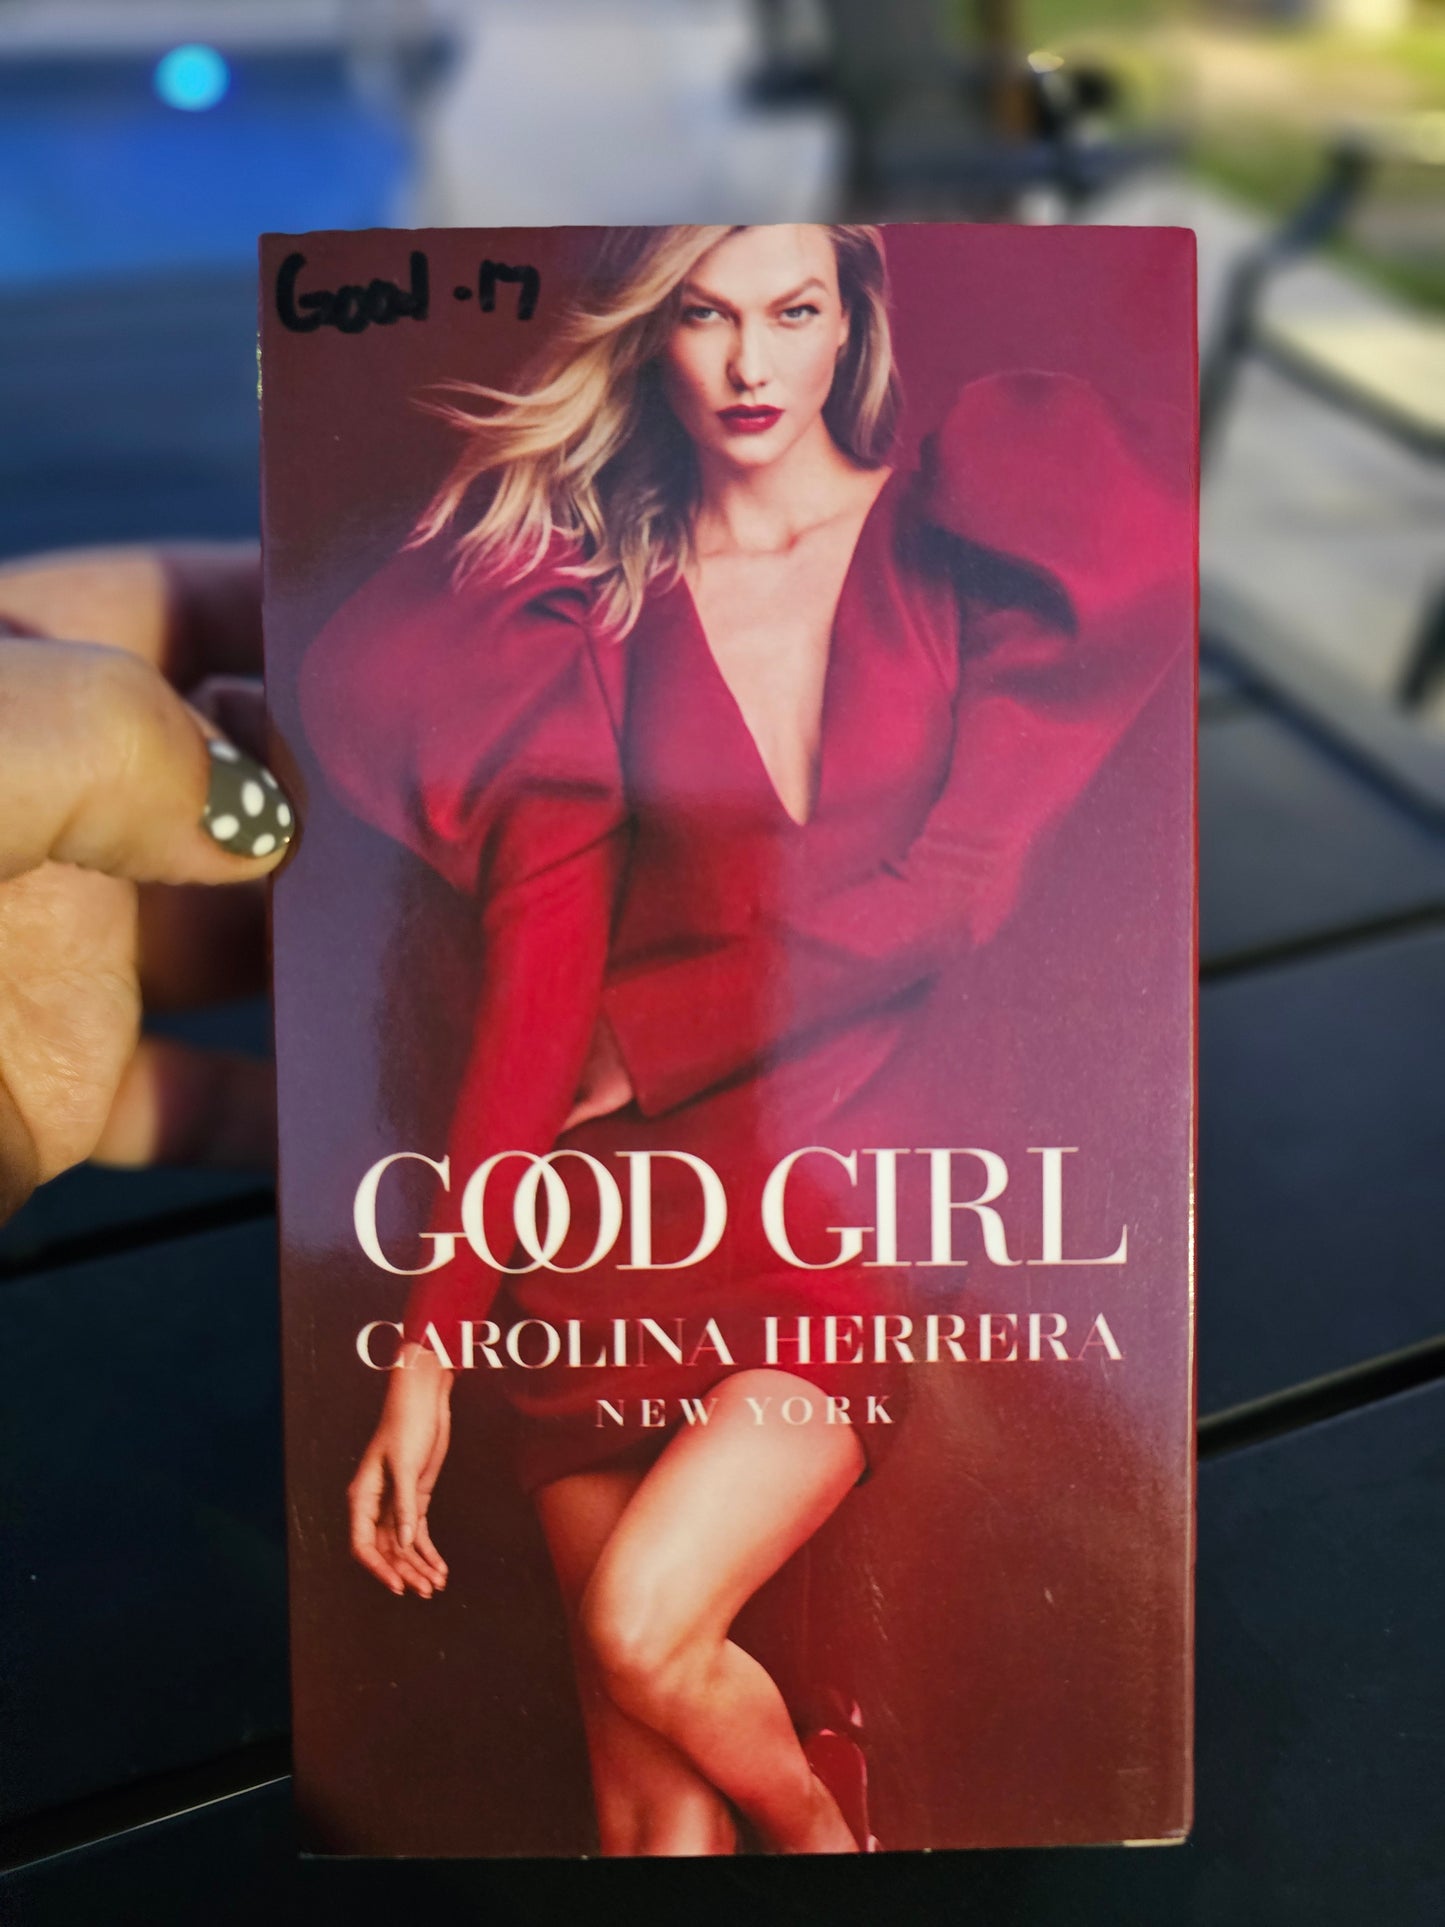 Good .17
GOOD GIRL
CAROLINA HERRERA
NEW YORK